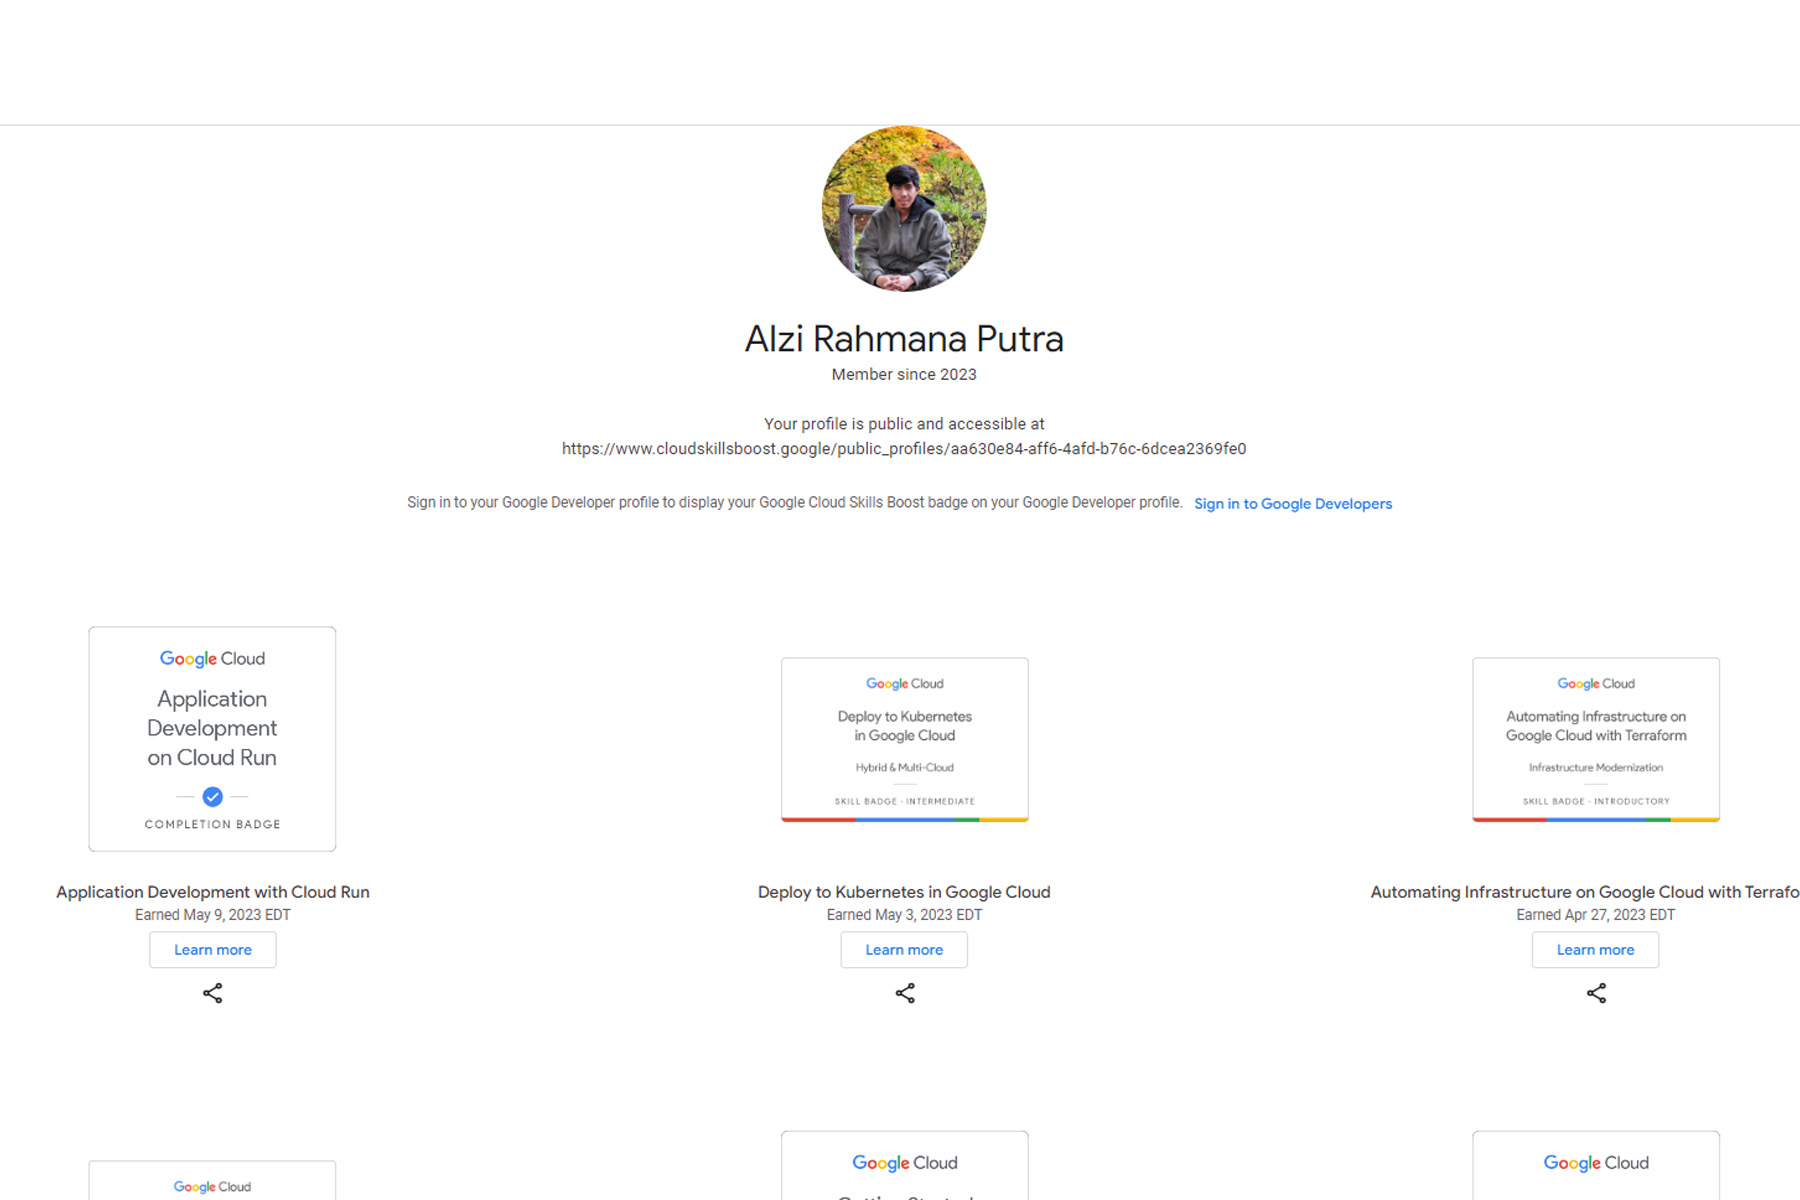 Alzi Rahmana Putra
Member since 2023
Your profile is public and accessible at
https://www.cloudskillsboost.google/public_profiles/aa630e84-aff6-4afd-b76c-6dcea2369fe0
Sign in to your Google Developer profile to display your Google Cloud Skills Boost badge on your Google Developer profile. Sign in to Google Developers
Google Cloud
Application
Development
on Cloud Run
COMPLETION BADGE
Application Development with Cloud Run
Earned May 9, 2023 EDT
Learn more
Google Cloud
Deploy to Kubernetes
in Google Cloud
Hybrid & Multi-Cloud
SKILL BADGE · INTERMEDIATE
Deploy to Kubernetes in Google Cloud
Earned May 3, 2023 EDT
Learn more
Google Cloud
Automating Infrastructure on
Google Cloud with Terraform
Infrastructure Modernization
SKILL BADGE · INTRODUCTORY
Automating Infrastructure on Google Cloud with Terrafo
Earned Apr 27, 2023 EDT
Learn more
Google Cloud
Google Cloud
Google Cloud